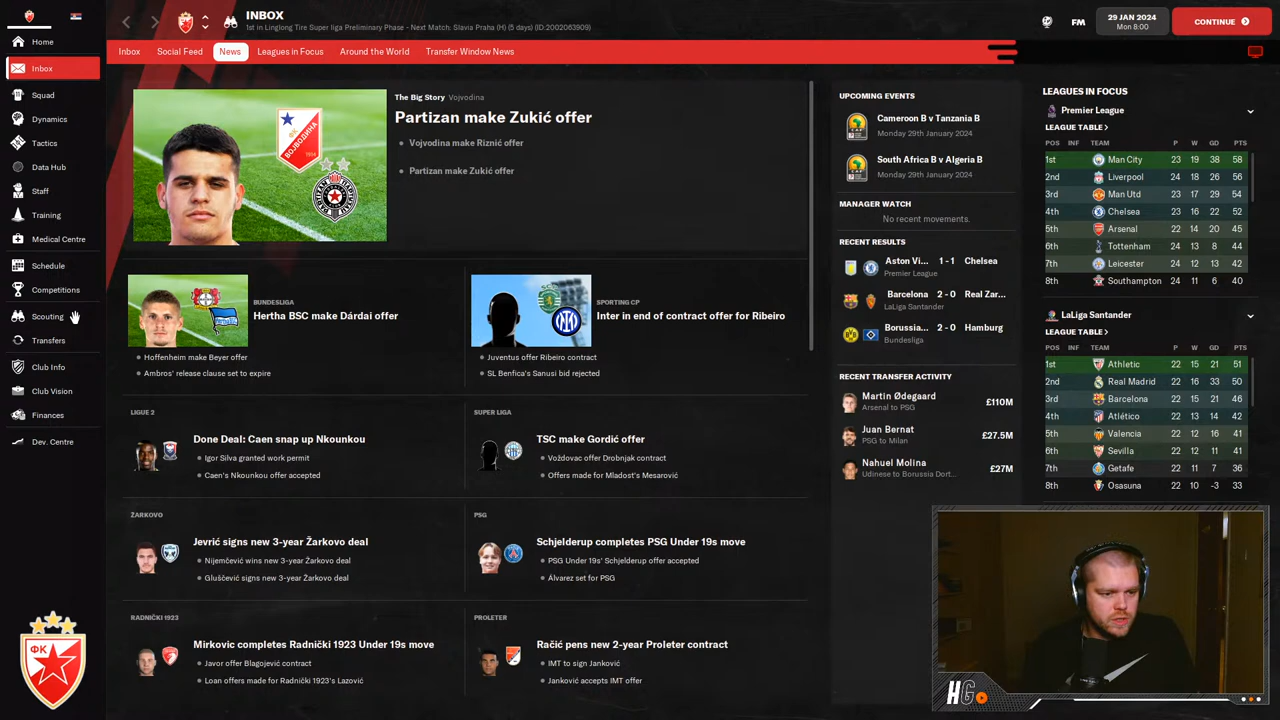 INBOX
1st in Linglong Tire Super liga Preliminary Phase - Next Match: Slavia Praha (H) (5 days) (ID:2002063909)
FM
29 JAN 2024
Mon 8:00
CONTINUE
Home
Inbox
Squad
Dynamics
Tactics
Data Hub
Staff
Training
Medical Centre
Schedule
Competitions
Scouting
Transfers
Club Info
Club Vision
Finances
Dev. Centre
ФК
Inbox Social Feed News Leagues in Focus Around the World Transfer Window News
The Big Story Vojvodina
Partizan make Zukić offer
Vojvodina make Riznić offer
Partizan make Zukić offer
ВОЈВОДИНА
BUNDESLIGA
Hertha BSC make Dárdai offer
Hoffenheim make Beyer offer
Ambros' release clause set to expire
SPORTING CP
Inter in end of contract offer for Ribeiro
Juventus offer Ribeiro contract
SL Benfica's Sanusi bid rejected
LIGUE 2
Done Deal: Caen snap up Nkounkou
Igor Silva granted work permit
Caen's Nkounkou offer accepted
SUPER LIGA
TSC make Gordić offer
Voždovac offer Drobnjak contract
Offers made for Mladost's Mesarović
ŽARKOVO
Jevrić signs new 3-year Žarkovo deal
Nijemčević wins new 3-year Žarkovo deal
Gluščević signs new 3-year Žarkovo deal
PSG
Schjelderup completes PSG Under 19s move
PSG Under 19s' Schjelderup offer accepted
Álvarez set for PSG
RADNIČKI 1923
Mirkovic completes Radnički 1923 Under 19s move
Javor offer Blagojević contract
Loan offers made for Radnički 1923's Lazović
PROLETER
Račić pens new 2-year Proleter contract
IMT to sign Janković
Janković accepts IMT offer
UPCOMING EVENTS
Cameroon B v Tanzania B
Monday 29th January 2024
South Africa B v Algeria B
Monday 29th January 2024
MANAGER WATCH
No recent movements.
RECENT RESULTS
Aston Vi... 1 - 1 Chelsea
Premier League
Barcelona 2 - 0 Real Zar...
LaLiga Santander
Borussia... 2 - 0 Hamburg
Bundesliga
RECENT TRANSFER ACTIVITY
Martin Ødegaard £110M
Arsenal to PSG
Juan Bernat £27.5M
PSG to Milan
Nahuel Molina £27M
Udinese to Borussia Dort...
LEAGUES IN FOCUS
Premier League
LEAGUE TABLE
POS INF TEAM P W GD PTS
1st Man City 23 19 38 58
2nd Liverpool 24 18 26 56
3rd Man Utd 23 17 29 54
4th Chelsea 23 16 22 52
5th Arsenal 22 14 20 45
6th Tottenham 24 13 8 44
7th Leicester 24 12 13 42
8th Southampton 24 11 6 40
LaLiga Santander
LEAGUE TABLE
POS INF TEAM P W GD PTS
1st Athletic 22 15 21 51
2nd Real Madrid 22 16 33 50
3rd Barcelona 22 15 21 46
4th Atlético 22 13 14 42
5th Valencia 22 12 16 41
6th Sevilla 22 12 11 41
7th Getafe 22 11 7 36
8th Osasuna 22 10 -3 33
HG